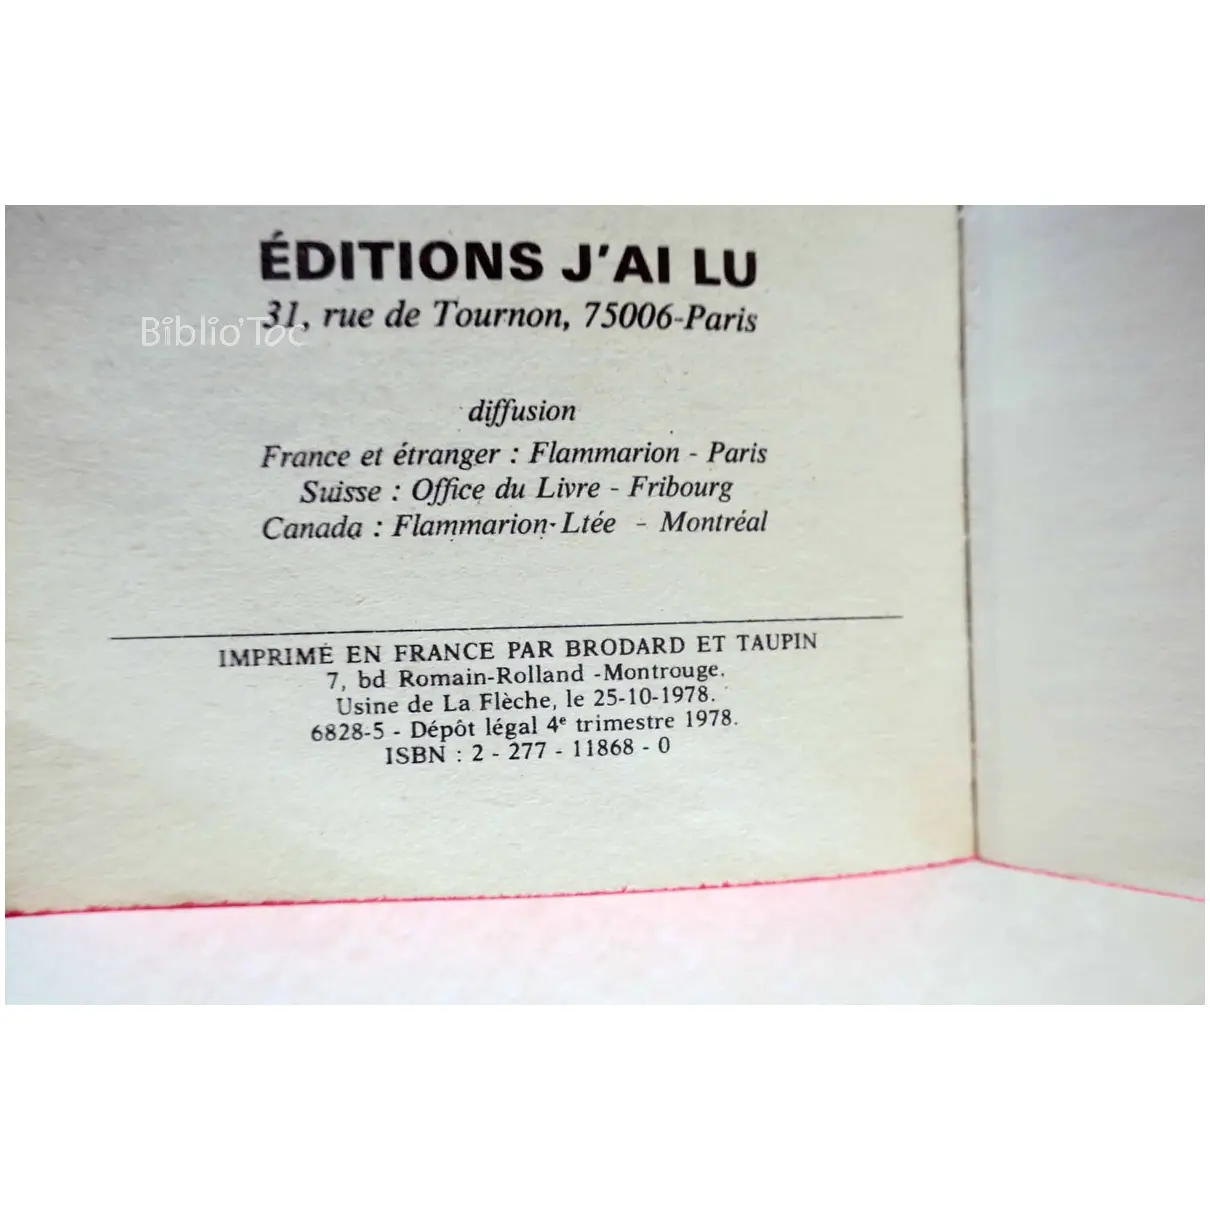 ÉDITIONS J'AI LU
31, rue de Tournon, 75006-Paris
Biblio'Toc
diffusion
France et étranger : Flammarion - Paris
Suisse : Office du Livre - Fribourg
Canada : Flammarion-Ltée - Montréal
IMPRIMÉ EN FRANCE PAR BRODARD ET TAUPIN
7, bd Romain-Rolland -Montrouge.
Usine de La Flèche, le 25-10-1978.
6828-5 - Dépôt légal 4e trimestre 1978.
ISBN : 2 - 277 - 11868 - 0